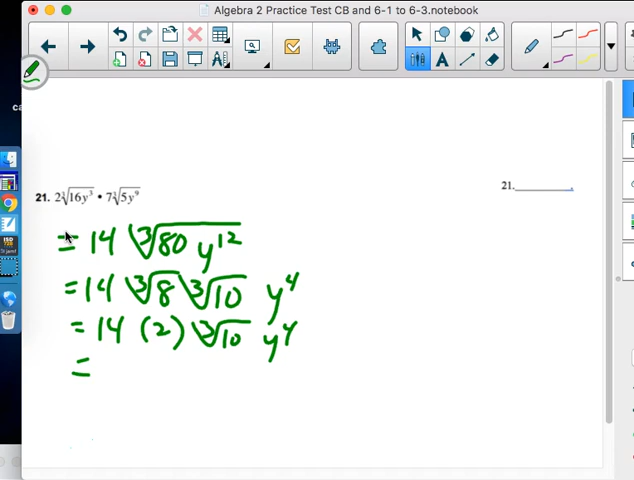 Algebra 2 Practice Test CB and 6-1 to 6-3.notebook
21. 2∛16y³ • 7∛5y⁹
21.________.
= 14 ∛80 y¹²
= 14 ∛8 ∛10 y⁴
= 14 (2) ∛10 y⁴
=